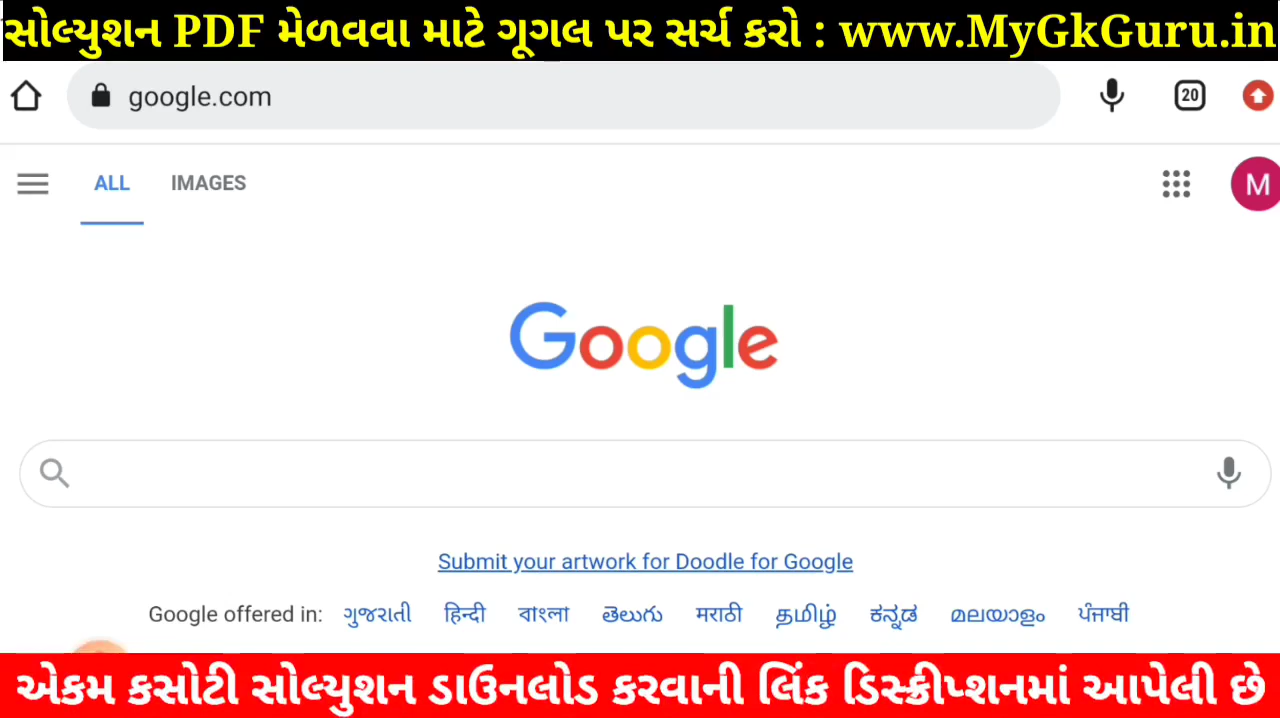 સોલ્યુશન PDF મેળવવા માટે ગૂગલ પર સર્ચ કરો : www.MyGkGuru.in
google.com 20
ALL IMAGES M
Google
Submit your artwork for Doodle for Google
Google offered in: ગુજરાતી हिन्दी বাংলা తెలుగు मराठी தமிழ் ಕನ್ನಡ മലയാളം ਪੰਜਾਬੀ
એકમ કસોટી સોલ્યુશન ડાઉનલોડ કરવાની લિંક ડિસ્ક્રીપ્શનમાં આપેલી છે